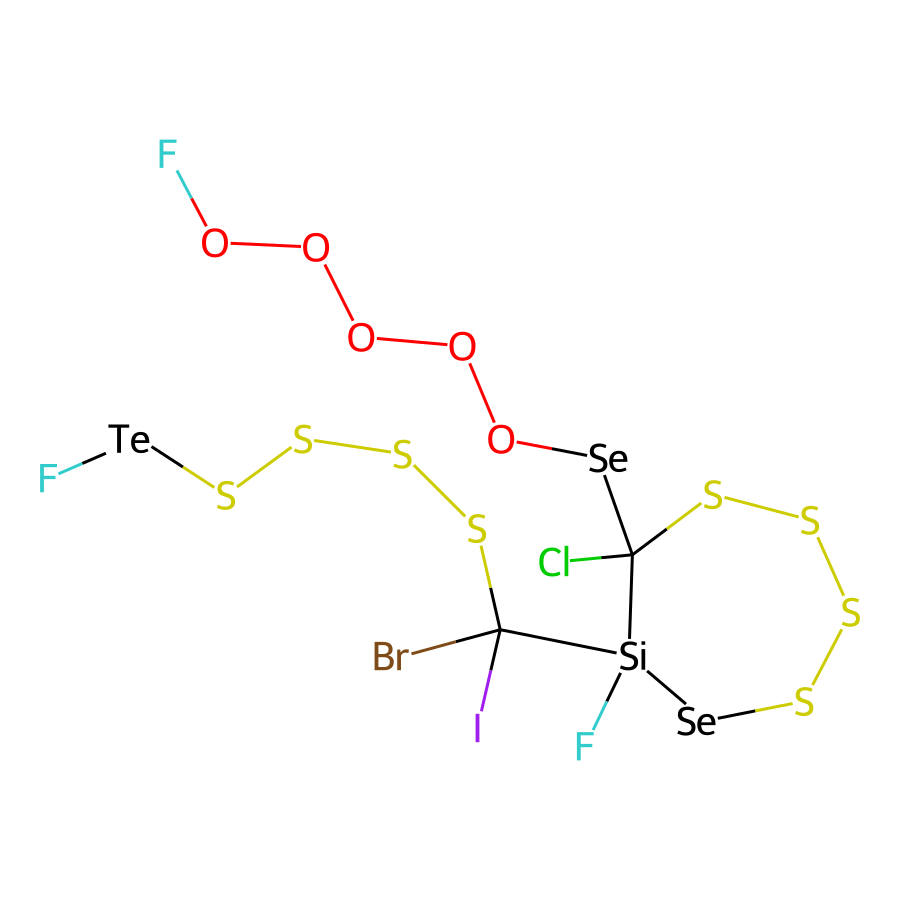 F
O O
O O
Te S S O Se
F S S S
S Cl S
Br Si
I F Se S